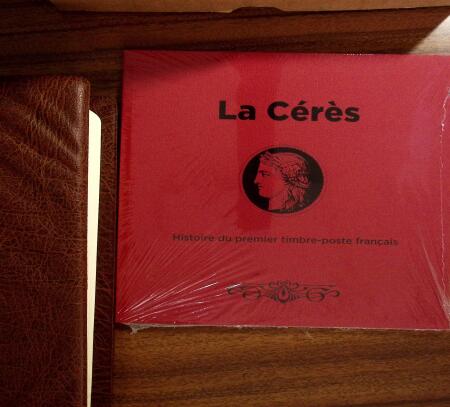 La Cérès
Histoire du premier timbre-poste français